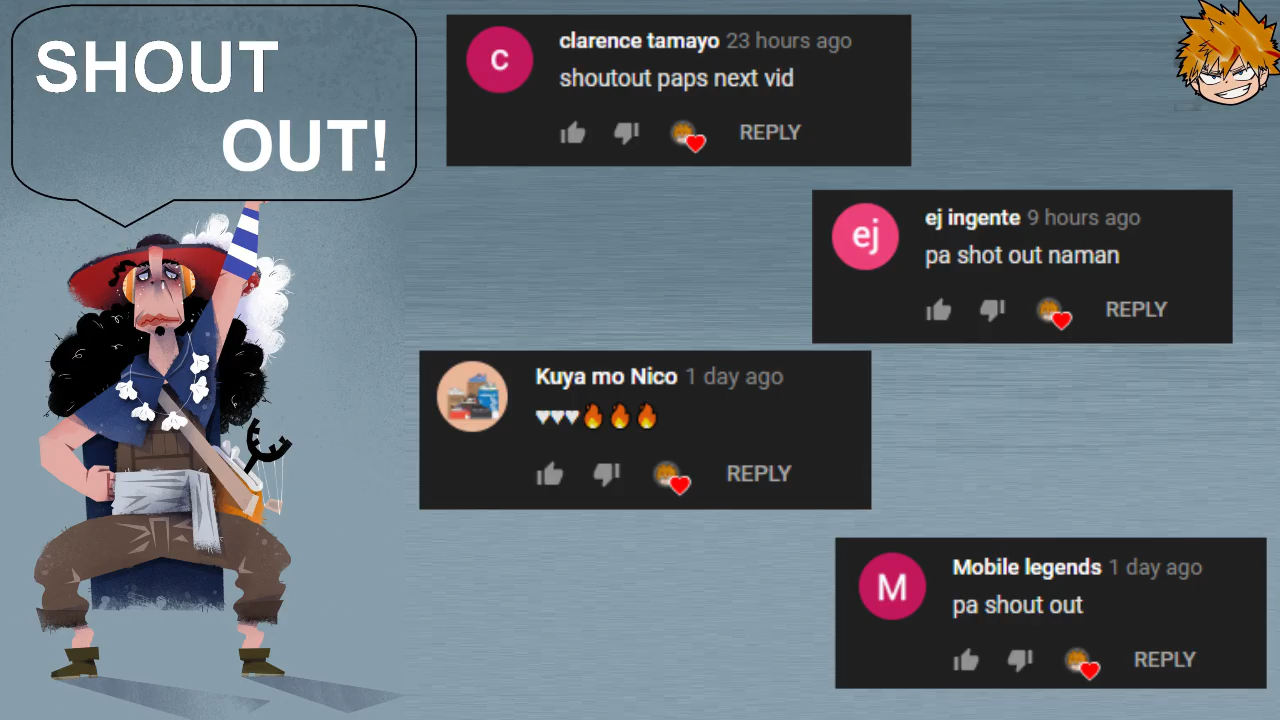 SHOUT
OUT!
clarence tamayo 23 hours ago
shoutout paps next vid
REPLY
ej ingente 9 hours ago
pa shot out naman
REPLY
Kuya mo Nico 1 day ago
♥♥♥🔥🔥🔥
REPLY
Mobile legends 1 day ago
pa shout out
REPLY
C
ej
M